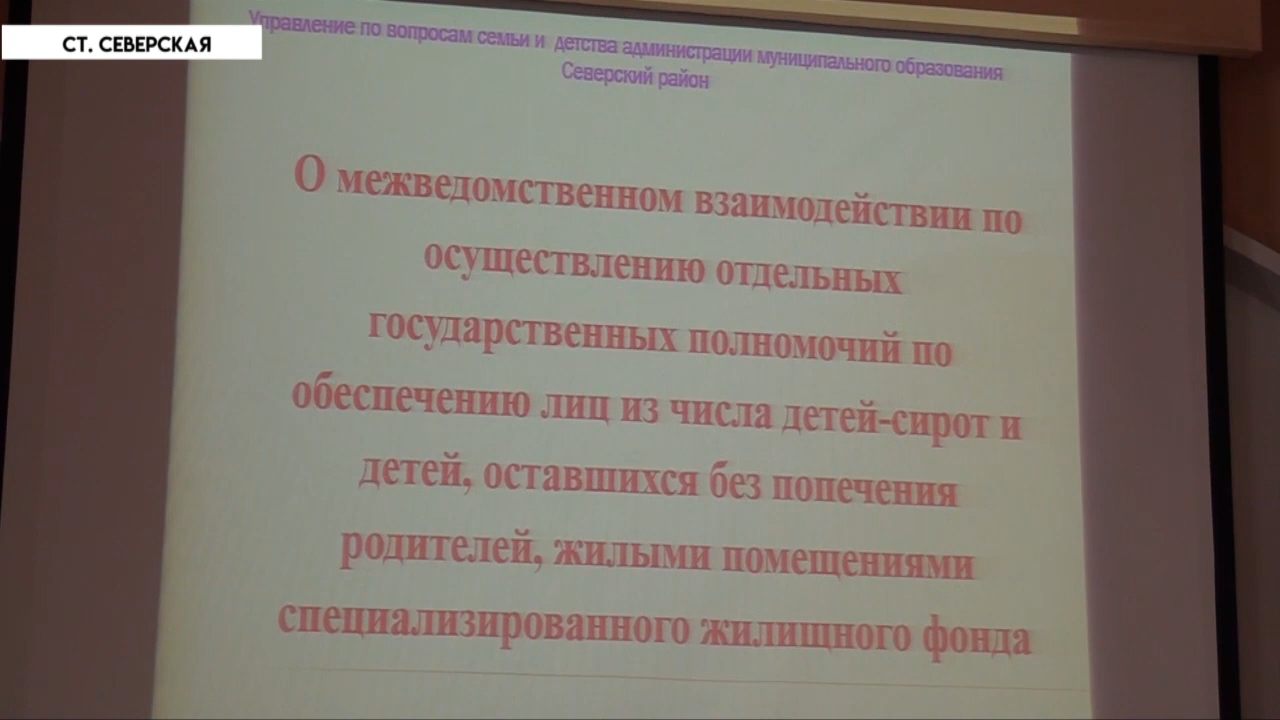 СТ. СЕВЕРСКАЯ
Управление по вопросам семьи и детства администрации муниципального образования
Северский район
О межведомственном взаимодействии по
осуществлению отдельных
государственных полномочий по
обеспечению лиц из числа детей-сирот и
детей, оставшихся без попечения
родителей, жилыми помещениями
специализированного жилищного фонда